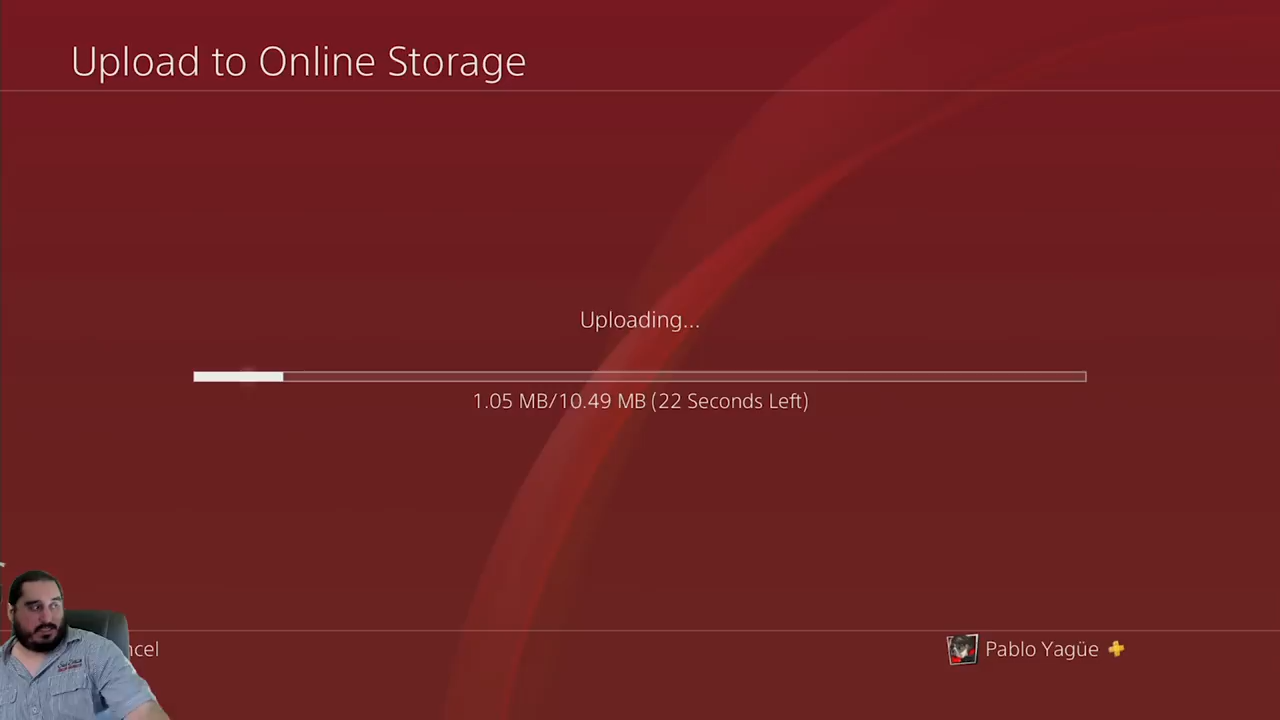 Upload to Online Storage
Uploading...
1.05 MB/10.49 MB (22 Seconds Left)
ncel
Pablo Yagüe